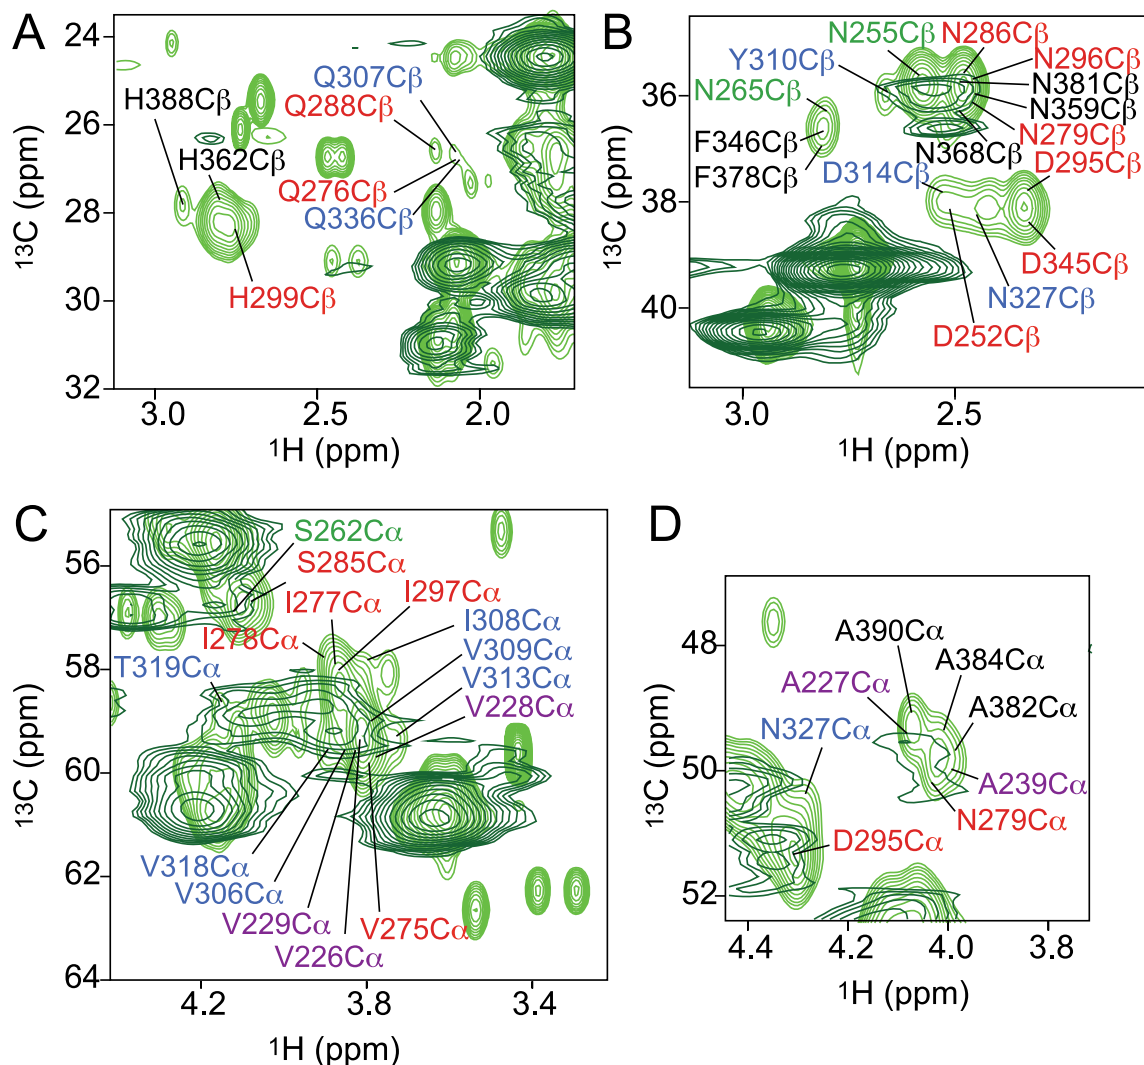 A
24
26
28
30
32
13C (ppm)
3.0
2.5
2.0
1H (ppm)
H388Cβ
H362Cβ
H299Cβ
Q307Cβ
Q288Cβ
Q276Cβ
Q336Cβ
B
36
38
40
13C (ppm)
3.0
2.5
1H (ppm)
N255Cβ
N286Cβ
Y310Cβ
N296Cβ
N265Cβ
N381Cβ
N359Cβ
F346Cβ
N279Cβ
F378Cβ
N368Cβ
D314Cβ
D295Cβ
D345Cβ
N327Cβ
D252Cβ
C
56
58
60
62
64
13C (ppm)
4.2
3.8
3.4
1H (ppm)
S262Cα
S285Cα
I297Cα
I277Cα
I308Cα
I278Cα
V309Cα
T319Cα
V313Cα
V228Cα
V318Cα
V306Cα
V229Cα
V275Cα
V226Cα
D
48
50
52
13C (ppm)
4.4
4.2
4.0
3.8
1H (ppm)
A390Cα
A384Cα
A227Cα
A382Cα
N327Cα
A239Cα
N279Cα
D295Cα